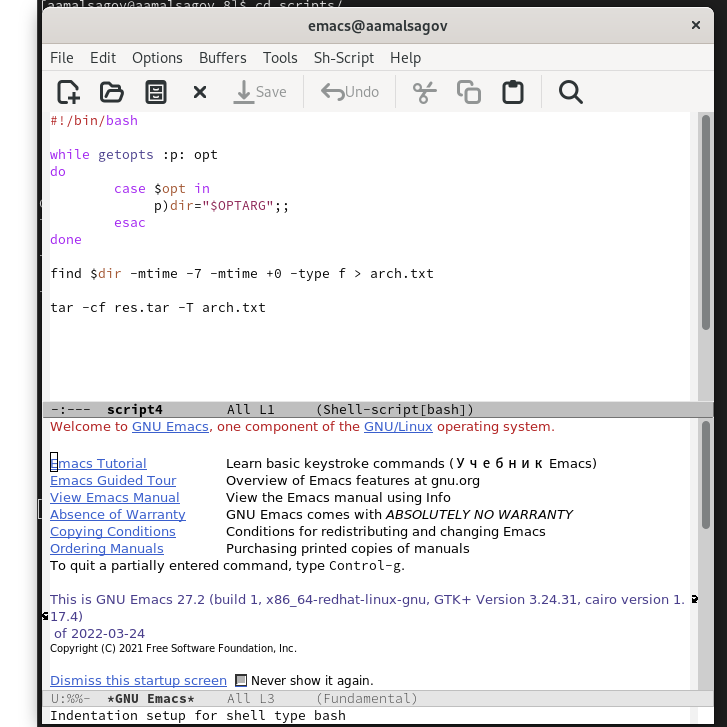 [aamalsagov@aamalsagov 8]$ cd scripts/
emacs@aamalsagov ×
File Edit Options Buffers Tools Sh-Script Help
Save Undo
#!/bin/bash
while getopts :p: opt
do
case $opt in
p)dir="$OPTARG";;
esac
done
find $dir -mtime -7 -mtime +0 -type f > arch.txt
tar -cf res.tar -T arch.txt
-:--- script4 All L1 (Shell-script[bash])
Welcome to GNU Emacs, one component of the GNU/Linux operating system.
Emacs Tutorial Learn basic keystroke commands (Учебник Emacs)
Emacs Guided Tour Overview of Emacs features at gnu.org
View Emacs Manual View the Emacs manual using Info
Absence of Warranty GNU Emacs comes with ABSOLUTELY NO WARRANTY
Copying Conditions Conditions for redistributing and changing Emacs
Ordering Manuals Purchasing printed copies of manuals
To quit a partially entered command, type Control-g.
This is GNU Emacs 27.2 (build 1, x86_64-redhat-linux-gnu, GTK+ Version 3.24.31, cairo version 1.
17.4)
of 2022-03-24
Copyright (C) 2021 Free Software Foundation, Inc.
Dismiss this startup screen Never show it again.
U:%%- *GNU Emacs* All L3 (Fundamental)
Indentation setup for shell type bash